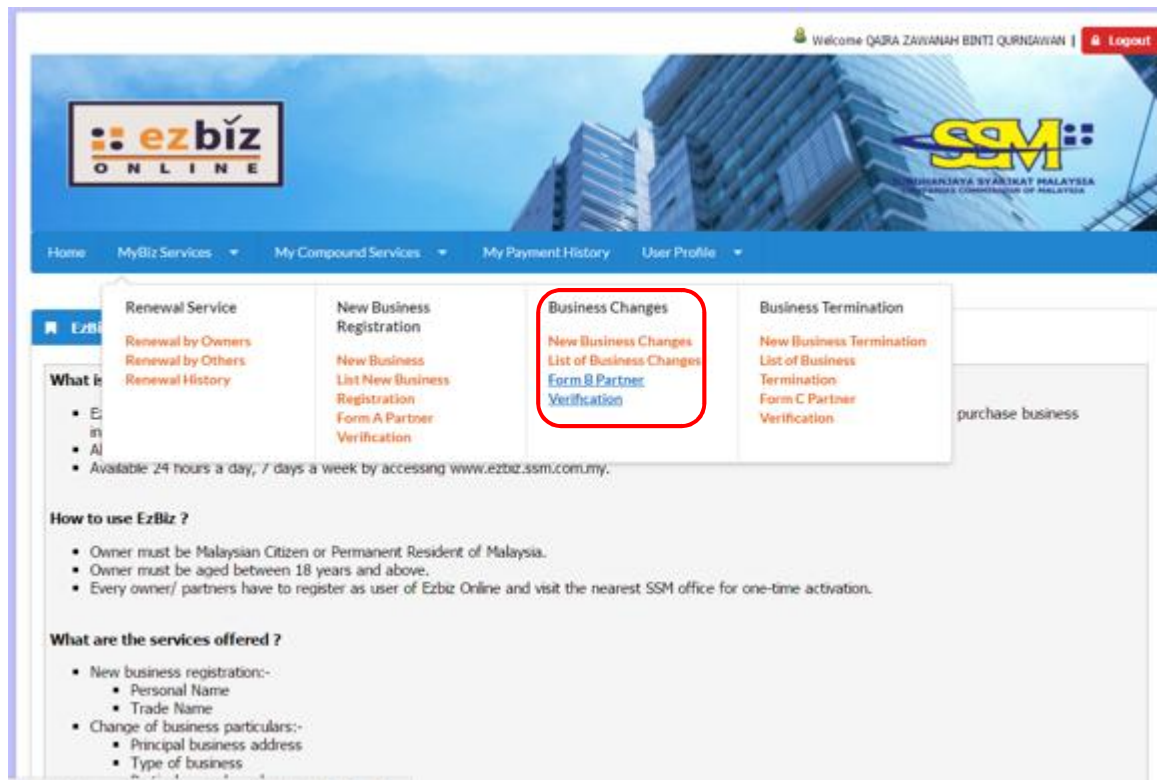 Welcome QAIRA ZAWANAH BINTI QURNIAWAN | Logout
ezbiz
ONLINE
SSM
SURUHANJAYA SYARIKAT MALAYSIA
COMPANIES COMMISSION OF MALAYSIA
Home MyBiz Services My Compound Services My Payment History User Profile
Renewal Service
Renewal by Owners
Renewal by Others
Renewal History
New Business
Registration
New Business
List New Business
Registration
Form A Partner
Verification
Business Changes
New Business Changes
List of Business Changes
Form B Partner
Verification
Business Termination
New Business Termination
List of Business
Termination
Form C Partner
Verification
EzBi
What is
purchase business
in
Available 24 hours a day, 7 days a week by accessing www.ezbiz.ssm.com.my.
How to use EzBiz ?
Owner must be Malaysian Citizen or Permanent Resident of Malaysia.
Owner must be aged between 18 years and above.
Every owner/ partners have to register as user of Ezbiz Online and visit the nearest SSM office for one-time activation.
What are the services offered ?
New business registration:-
Personal Name
Trade Name
Change of business particulars:-
Principal business address
Type of business